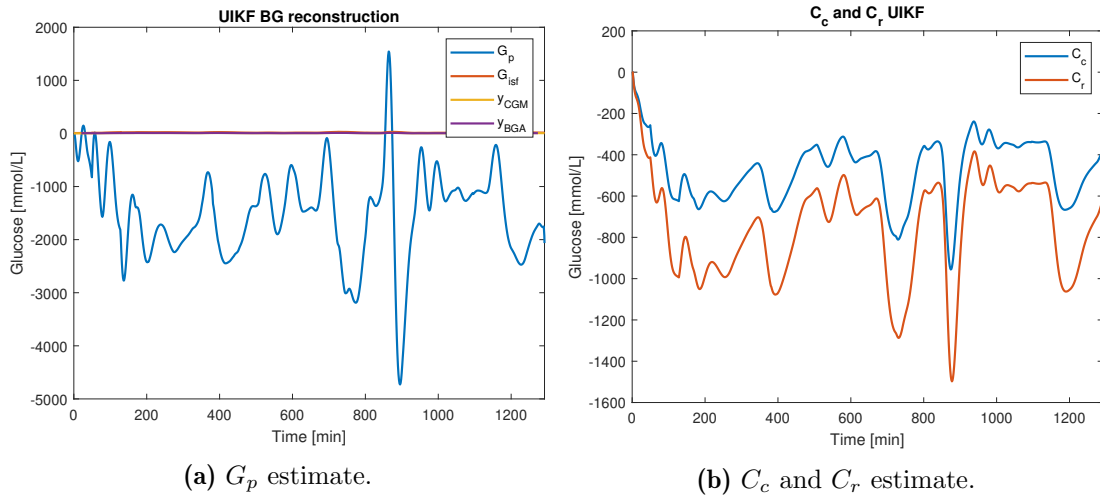 UIKF BG reconstruction
2000
1000
0
-1000
-2000
-3000
-4000
-5000
Glucose [mmol/L]
0 200 400 600 800 1000 1200
Time [min]
G_p
G_isf
y_CGM
y_BGA
(a) G_p estimate.
C_c and C_r UIKF
200
0
-200
-400
-600
-800
-1000
-1200
-1400
-1600
Glucose [mmol/L]
0 200 400 600 800 1000 1200
Time [min]
C_c
C_r
(b) C_c and C_r estimate.